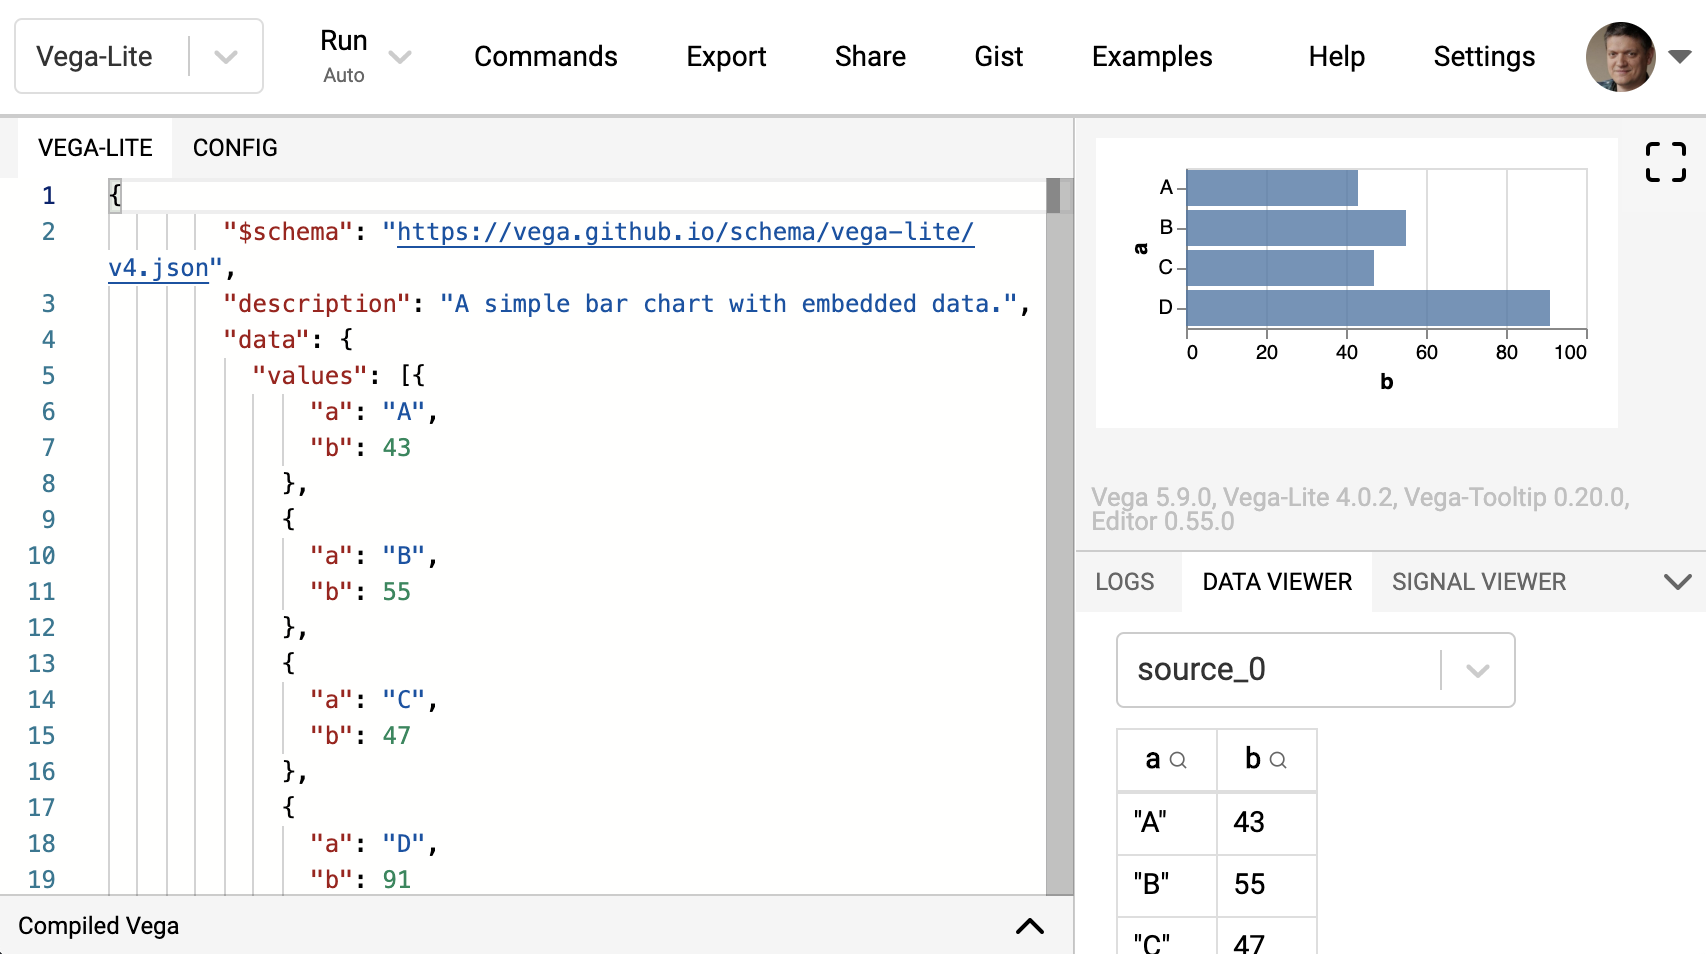 Vega-Lite
Run
Auto
Commands
Export
Share
Gist
Examples
Help
Settings
VEGA-LITE
CONFIG
1 {
2 "$schema": "https://vega.github.io/schema/vega-lite/
v4.json",
3 "description": "A simple bar chart with embedded data.",
4 "data": {
5 "values": [{
6 "a": "A",
7 "b": 43
8 },
9 {
10 "a": "B",
11 "b": 55
12 },
13 {
14 "a": "C",
15 "b": 47
16 },
17 {
18 "a": "D",
19 "b": 91
Compiled Vega
A
B
C
D
a
0 20 40 60 80 100
b
Vega 5.9.0, Vega-Lite 4.0.2, Vega-Tooltip 0.20.0,
Editor 0.55.0
LOGS
DATA VIEWER
SIGNAL VIEWER
source_0
a b
"A" 43
"B" 55
"C" 47